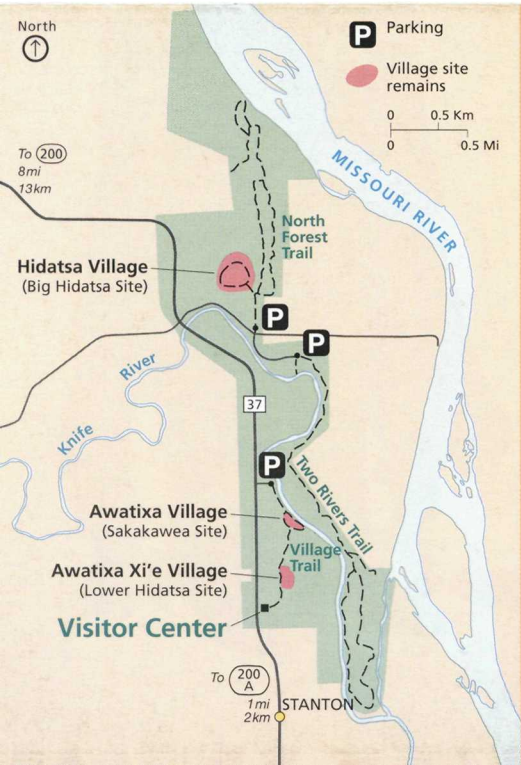 North
P
Parking
Village site
remains
0
0.5 Km
0
0.5 Mi
To 200
8mi
13km
MISSOURI RIVER
North
Forest
Trail
Hidatsa Village
(Big Hidatsa Site)
P
P
River
Knife
37
P
Two Rivers Trail
Awatixa Village
(Sakakawea Site)
Village
Trail
Awatixa Xi'e Village
(Lower Hidatsa Site)
Visitor Center
To 200
A
1mi
2km
STANTON